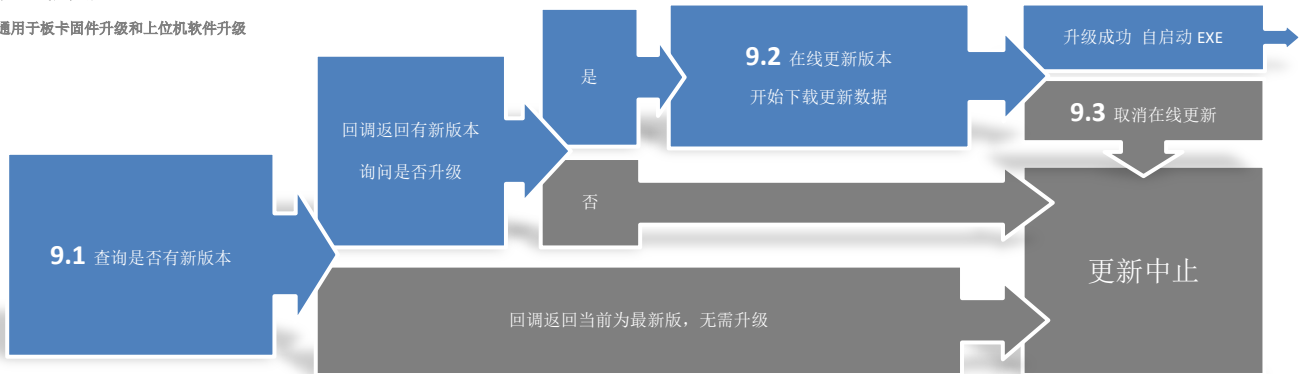 通用于板卡固件升级和上位机软件升级
9.1 查询是否有新版本
回调返回有新版本
询问是否升级
是
否
9.2 在线更新版本
开始下载更新数据
升级成功 自启动 EXE
9.3 取消在线更新
更新中止
回调返回当前为最新版，无需升级